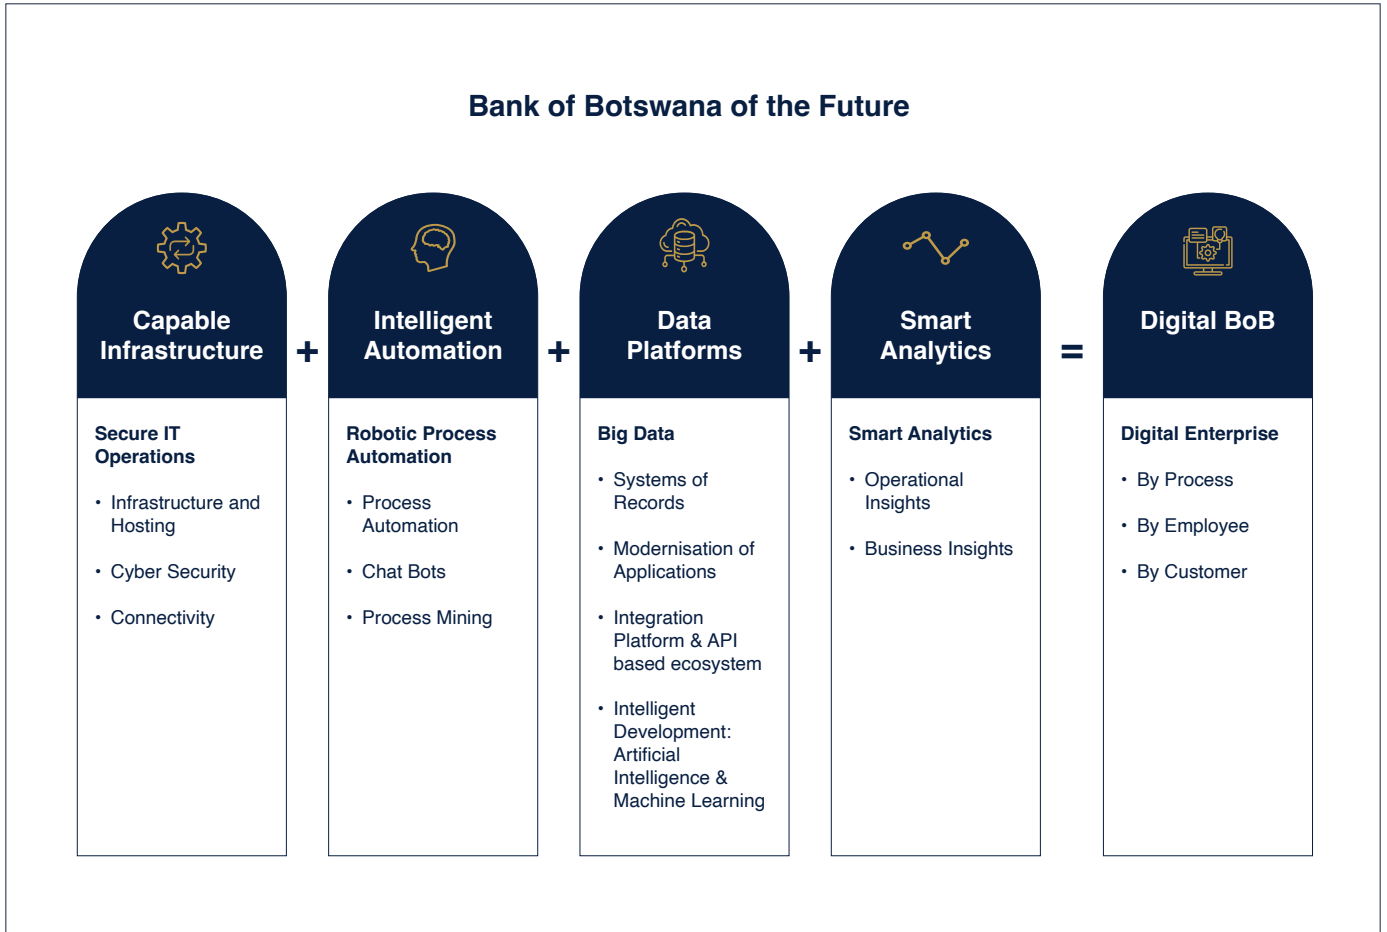 Bank of Botswana of the Future
Capable
Infrastructure
+
Intelligent
Automation
+
Data
Platforms
+
Smart
Analytics
=
Digital BoB
Secure IT
Operations
• Infrastructure and
Hosting
• Cyber Security
• Connectivity
Robotic Process
Automation
• Process
Automation
• Chat Bots
• Process Mining
Big Data
• Systems of
Records
• Modernisation of
Applications
• Integration
Platform & API
based ecosystem
• Intelligent
Development:
Artificial
Intelligence &
Machine Learning
Smart Analytics
• Operational
Insights
• Business Insights
Digital Enterprise
• By Process
• By Employee
• By Customer